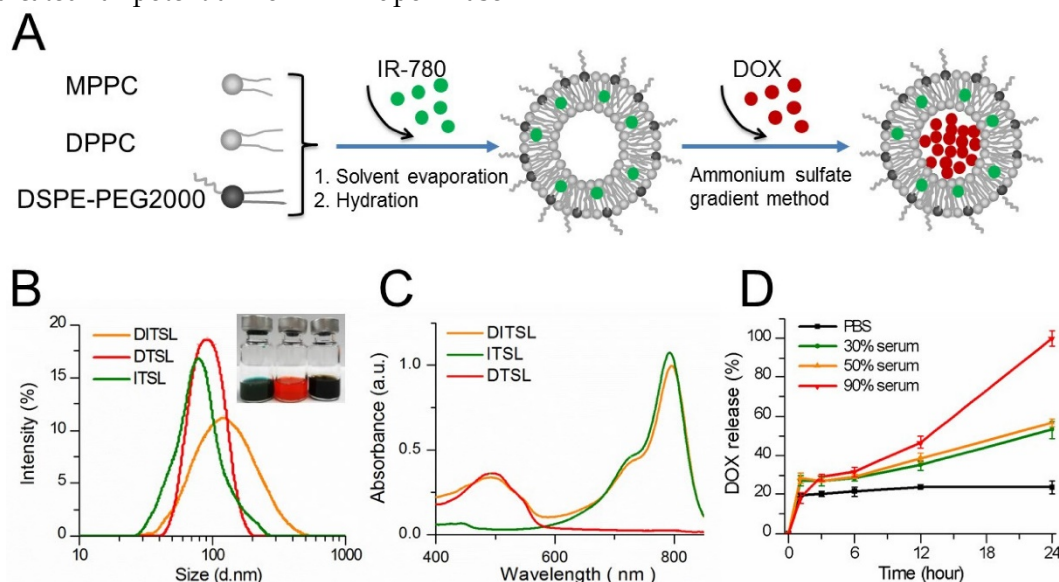 A
MPPC
DPPC
DSPE-PEG2000
IR-780
1. Solvent evaporation
2. Hydration
DOX
Ammonium sulfate
gradient method
B
Intensity (%)
20
15
10
5
0
DITSL
DTSL
ITSL
10
100
1000
Size (d.nm)
C
Absorbance (a.u.)
1.0
0.5
0.0
DITSL
ITSL
DTSL
400
600
800
Wavelength ( nm )
D
DOX release (%)
100
80
60
40
20
0
PBS
30% serum
50% serum
90% serum
0
6
12
18
24
Time (hour)